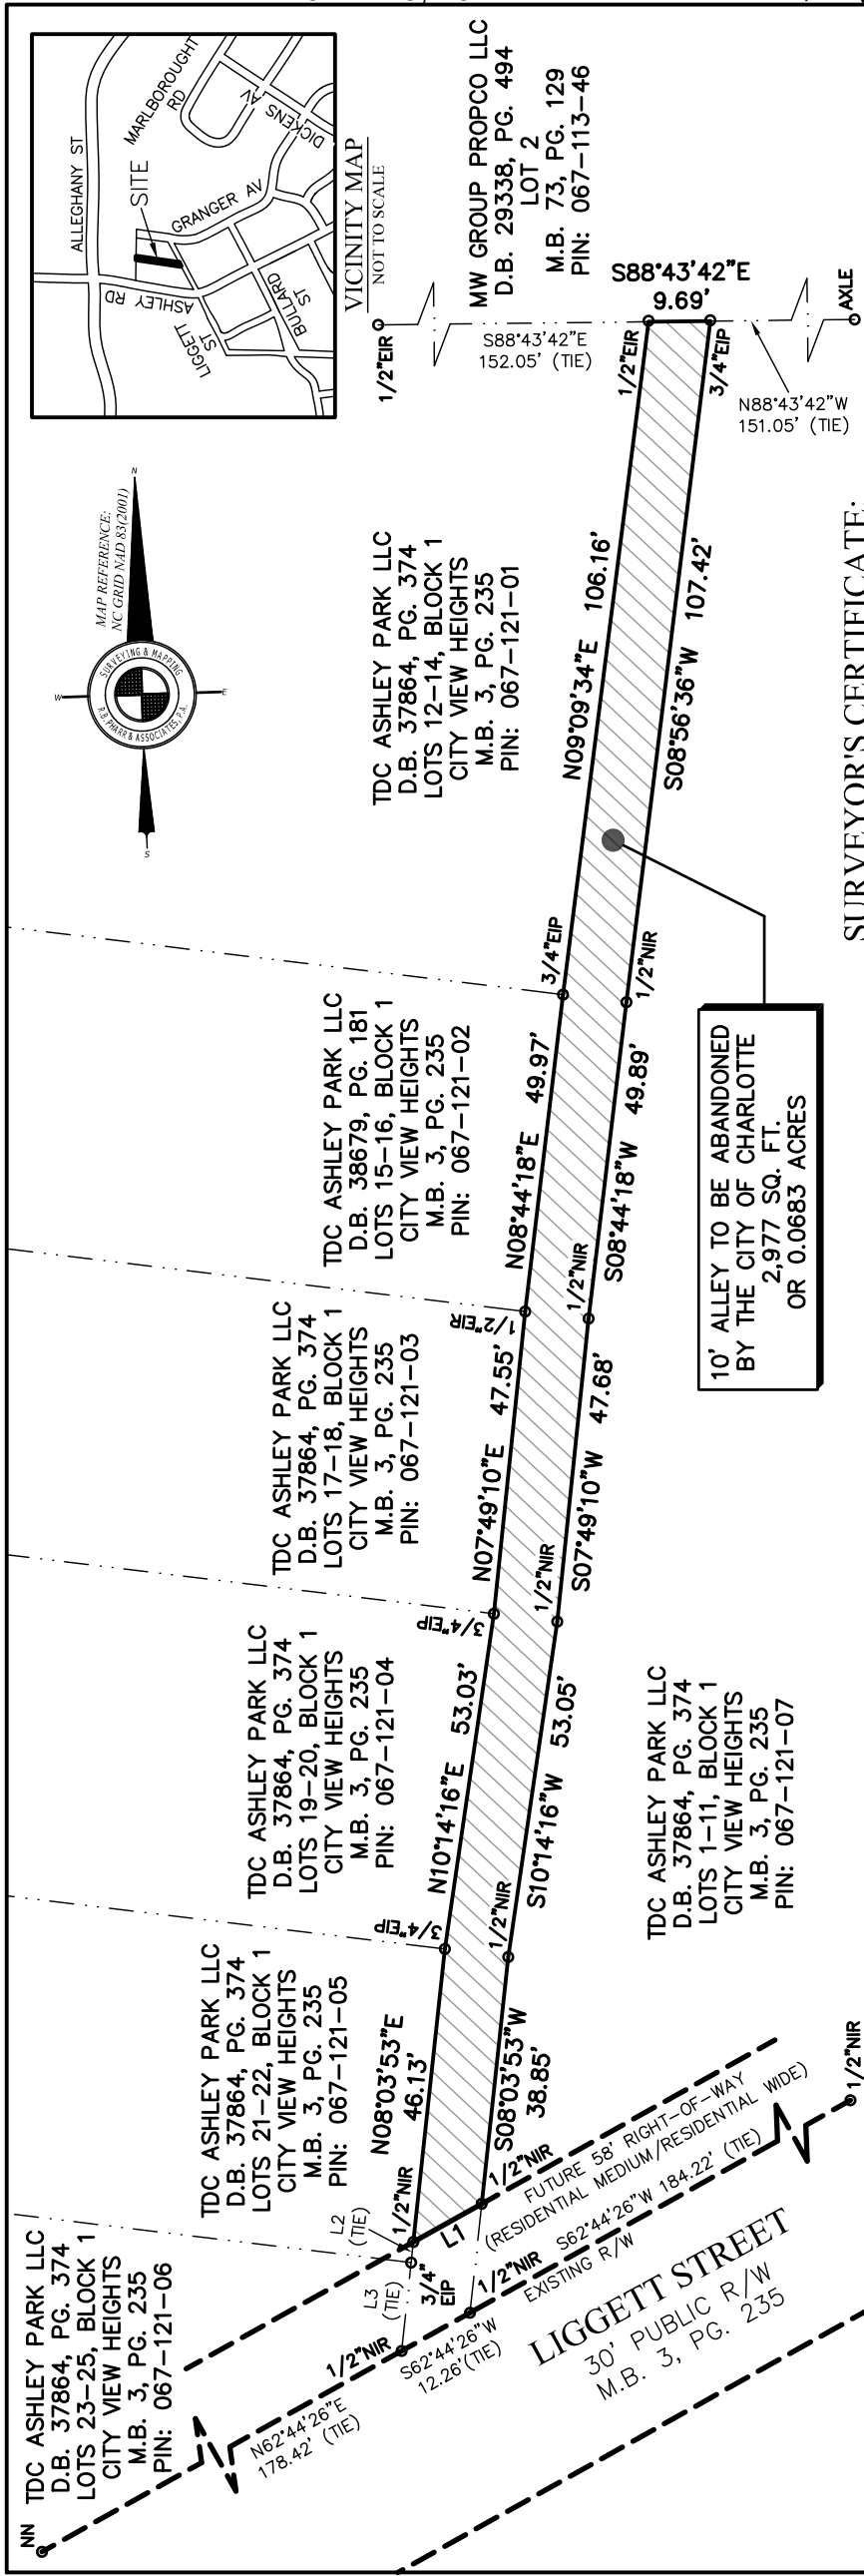 ALLEGHANY ST
MARLBOROUGHT
RD
DICKENS AV
SITE
GRANGER AV
ASHLEY RD
LIGGETT
ST
BULLARD
ST
VICINITY MAP
NOT TO SCALE
MAP REFERENCE:
NC GRID NAD 83(2001)
N
W
E
S
SURVEYING & MAPPING
R.B. PHARR & ASSOCIATES, P.A.
MW GROUP PROPCO LLC
D.B. 29338, PG. 494
LOT 2
M.B. 73, PG. 129
PIN: 067-113-46
1/2"EIR
S88°43'42"E
152.05' (TIE)
1/2"EIR
S88°43'42"E
9.69'
3/4"EIP
N88°43'42"W
151.05' (TIE)
AXLE
TDC ASHLEY PARK LLC
D.B. 37864, PG. 374
LOTS 12-14, BLOCK 1
CITY VIEW HEIGHTS
M.B. 3, PG. 235
PIN: 067-121-01
N09°09'34"E 106.16'
S08°56'36"W 107.42'
3/4"EIP
1/2"NIR
SURVEYOR'S CERTIFICATE:
TDC ASHLEY PARK LLC
D.B. 38679, PG. 181
LOTS 15-16, BLOCK 1
CITY VIEW HEIGHTS
M.B. 3, PG. 235
PIN: 067-121-02
N08°44'18"E 49.97'
S08°44'18"W 49.89'
1/2"EIR
1/2"NIR
10' ALLEY TO BE ABANDONED
BY THE CITY OF CHARLOTTE
2,977 SQ. FT.
OR 0.0683 ACRES
TDC ASHLEY PARK LLC
D.B. 37864, PG. 374
LOTS 17-18, BLOCK 1
CITY VIEW HEIGHTS
M.B. 3, PG. 235
PIN: 067-121-03
N07°49'10"E 47.55'
S07°49'10"W 47.68'
3/4"EIP
1/2"NIR
TDC ASHLEY PARK LLC
D.B. 37864, PG. 374
LOTS 19-20, BLOCK 1
CITY VIEW HEIGHTS
M.B. 3, PG. 235
PIN: 067-121-04
N10°14'16"E 53.03'
S10°14'16"W 53.05'
3/4"EIP
1/2"NIR
TDC ASHLEY PARK LLC
D.B. 37864, PG. 374
LOTS 1-11, BLOCK 1
CITY VIEW HEIGHTS
M.B. 3, PG. 235
PIN: 067-121-07
TDC ASHLEY PARK LLC
D.B. 37864, PG. 374
LOTS 21-22, BLOCK 1
CITY VIEW HEIGHTS
M.B. 3, PG. 235
PIN: 067-121-05
N08°03'53"E
46.13'
S08°03'53"W
38.85'
1/2"NIR
L2
(TIE)
L1
1/2"NIR
L3
(TIE)
3/4"
EIP
FUTURE 58' RIGHT-OF-WAY
(RESIDENTIAL MEDIUM/RESIDENTIAL WIDE)
S62°44'26"W 184.22' (TIE)
EXISTING R/W
1/2"NIR
1/2"NIR
1/2"NIR
S62°44'26"W
12.26'(TIE)
LIGGETT STREET
30' PUBLIC R/W
M.B. 3, PG. 235
TDC ASHLEY PARK LLC
D.B. 37864, PG. 374
LOTS 23-25, BLOCK 1
CITY VIEW HEIGHTS
M.B. 3, PG. 235
PIN: 067-121-06
N62°44'26"E
178.42' (TIE)
NN